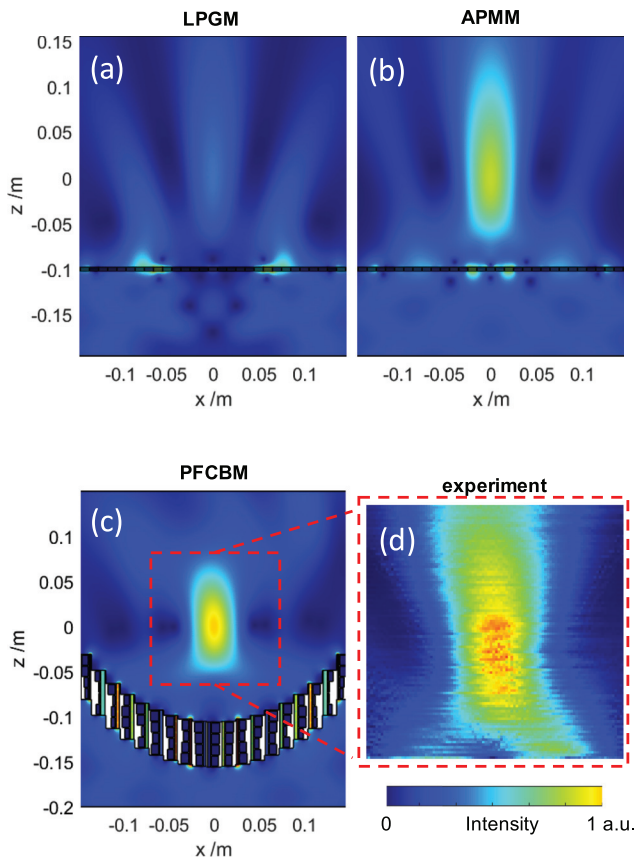 LPGM APMM
(a) (b)
0.15
0.1
0.05
0
-0.05
-0.1
-0.15
z /m
-0.1 -0.05 0 0.05 0.1 -0.1 -0.05 0 0.05 0.1
x /m x /m
PFCBM experiment
(c) (d)
0.1
0.05
0
-0.05
-0.1
-0.15
-0.2
z /m
-0.1 -0.05 0 0.05 0.1
x /m
0 Intensity 1 a.u.